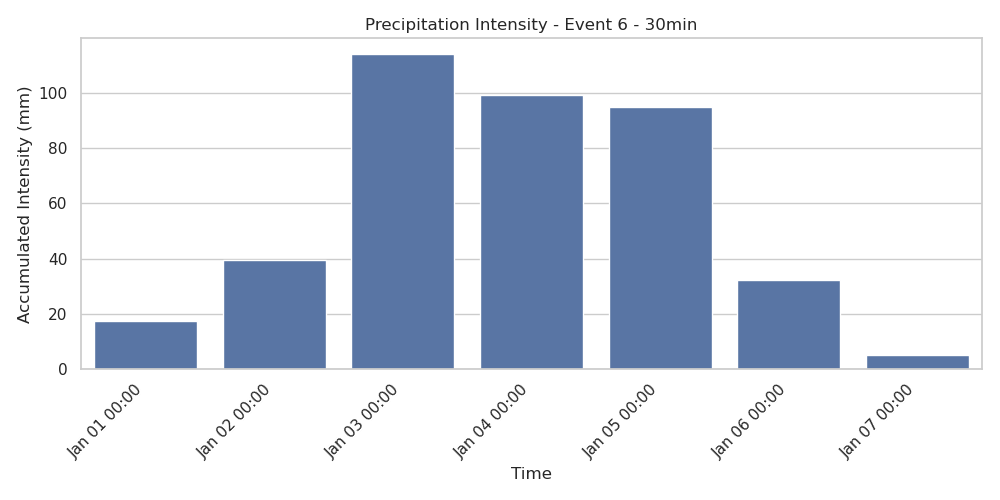 Precipitation Intensity - Event 6 - 30min
Accumulated Intensity (mm)
100
80
60
40
20
0
Jan 01 00:00
Jan 02 00:00
Jan 03 00:00
Jan 04 00:00
Jan 05 00:00
Jan 06 00:00
Jan 07 00:00
Time